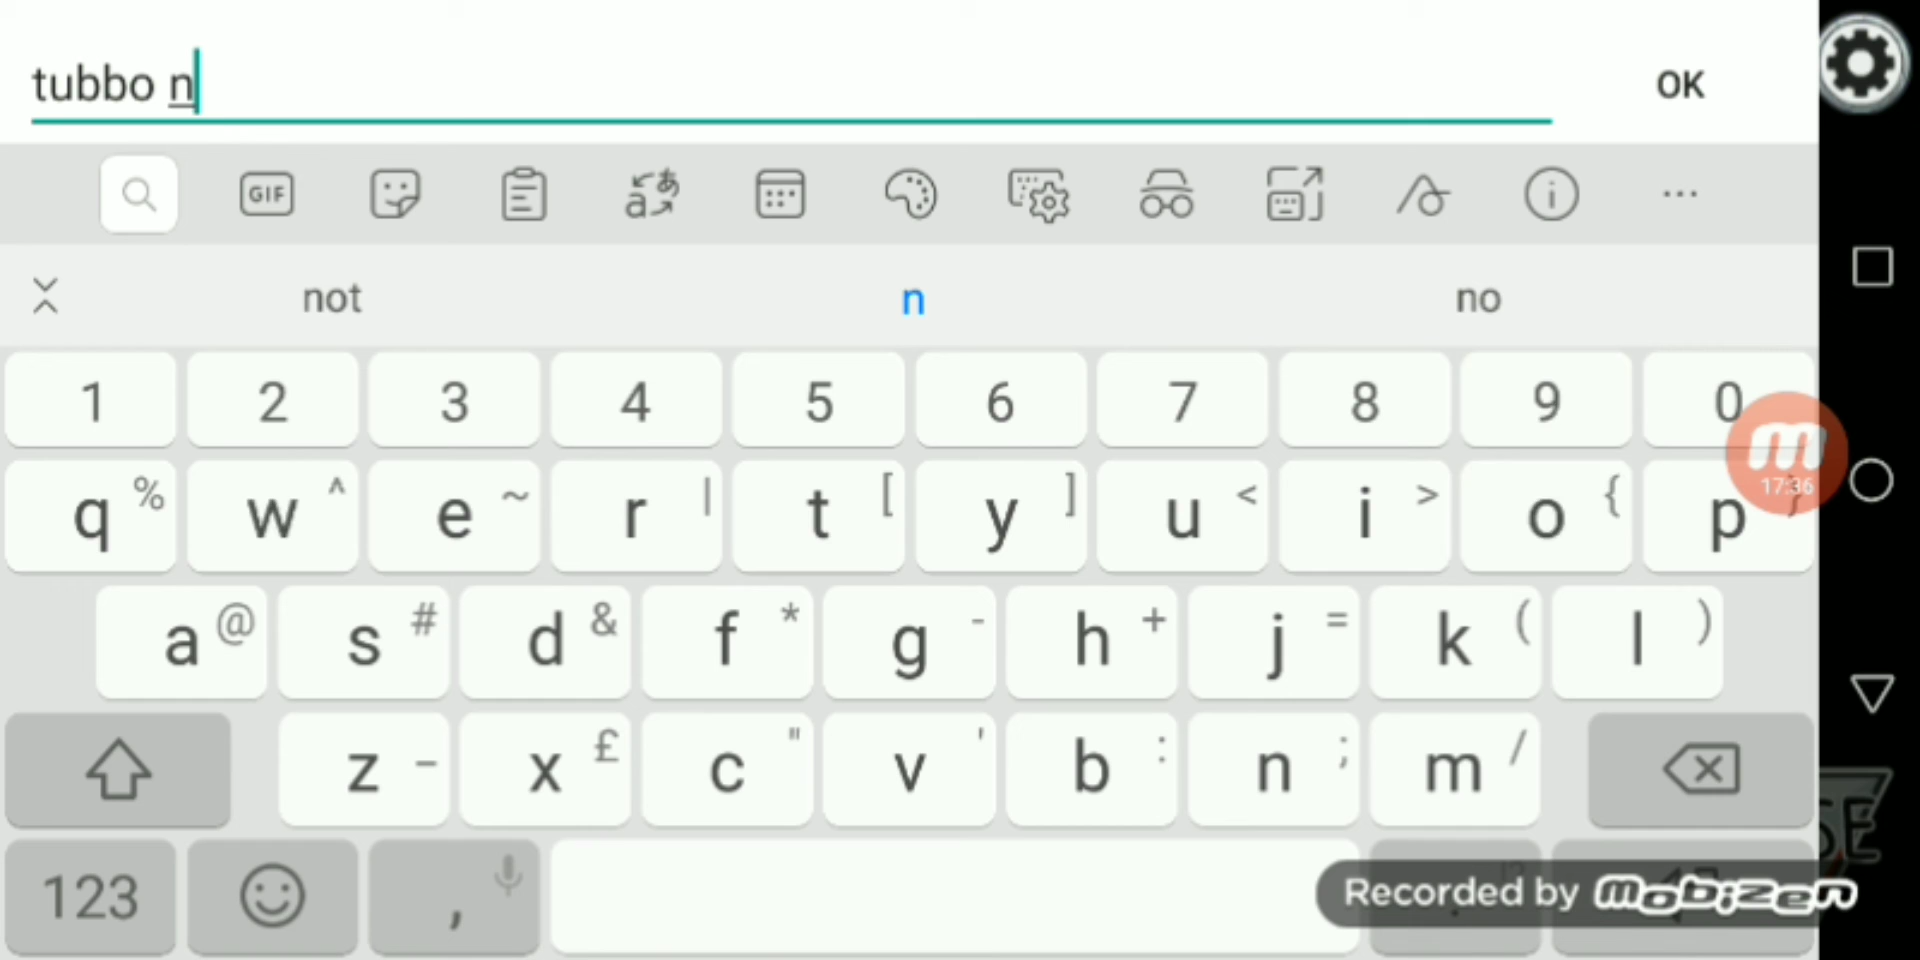 tubbo n
OK
GIF
not n no
1 2 3 4 5 6 7 8 9 0
q % w ^ e ~ r | t [ y ] u < i > o { p }
17:36
a @ s # d & f * g - h + j = k ( l )
z – x £ c " v ' b : n ; m /
SE
123 ,
Recorded by mobizen